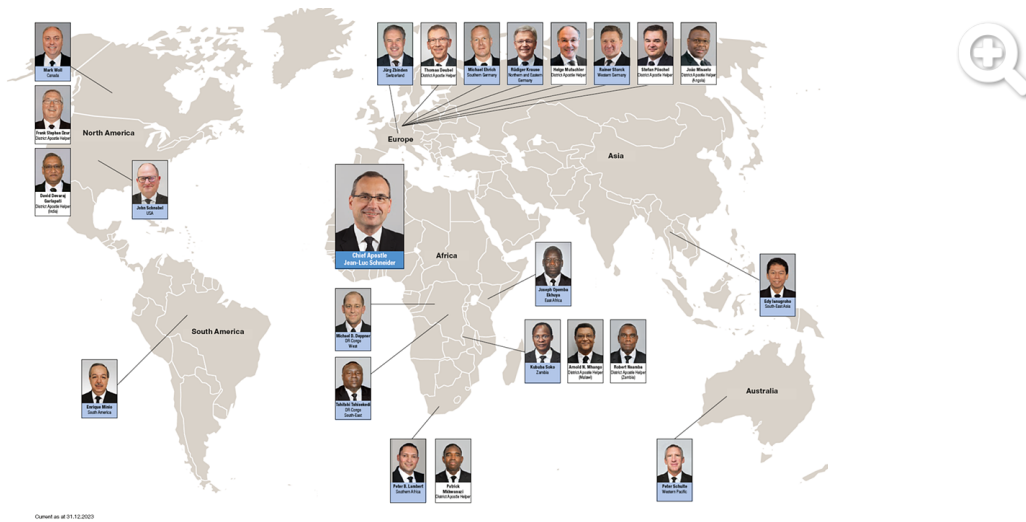 Mark Woll
Canada
Jürg Zbinden
Switzerland
Thomas Deubel
District Apostle Helper
Michael Ehrich
Southern Germany
Rüdiger Krause
Northern and Eastern
Germany
Helge Mutschler
District Apostle Helper
Rainer Storck
Western Germany
Stefan Pöschel
District Apostle Helper
João Misselo
District Apostle Helper
(Angola)
Frank Stephan Dzur
District Apostle Helper
North America
Europe
Asia
David Devaraj
District Apostle Helper
(India)
John Schnabel
USA
Chief Apostle
Jean-Luc Schneider
Africa
Joseph Opemba
Ekhuya
East Africa
Edy Isnugroho
South-East Asia
Michael D. Deppner
DR Congo
West
South America
Kububa Soko
Zambia
Arnold N. Mhango
District Apostle Helper
(Malawi)
Robert Nsamba
District Apostle Helper
(Zambia)
Enrique Minio
South America
Tshitshi Tshisekedi
DR Congo
South-East
Australia
Peter Lambert
Southern Africa
Patrick
Mkhwanazi
District Apostle Helper
Peter Schulte
Western Pacific
Current as at 31.12.2023